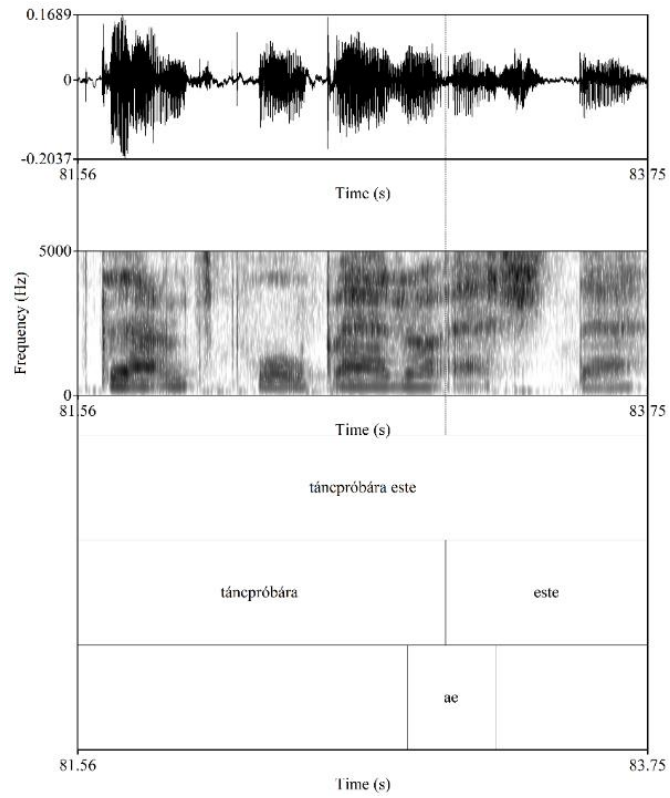 0.1689
0
-0.2037
81.56 83.75
Time (s)
5000
Frequency (Hz)
0
81.56 83.75
Time (s)
táncpróbára este
táncpróbára este
ae
81.56 83.75
Time (s)